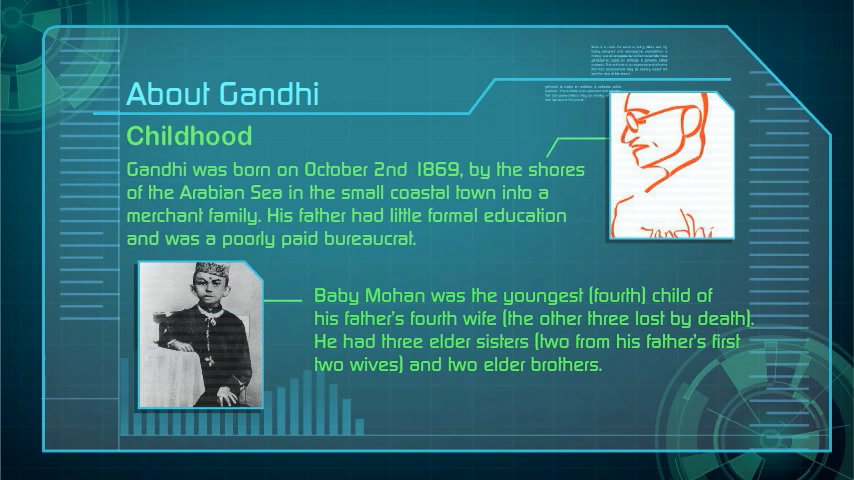 About Gandhi
Childhood
Gandhi was born on October 2nd 1869, by the shores
of the Arabian Sea in the small coastal town into a
merchant family. His father had little formal education
and was a poorly paid bureaucrat.
Gandhi
Baby Mohan was the youngest (fourth) child of
his father's fourth wife (the other three lost by death).
He had three elder sisters (two from his father's first
two wives) and two elder brothers.